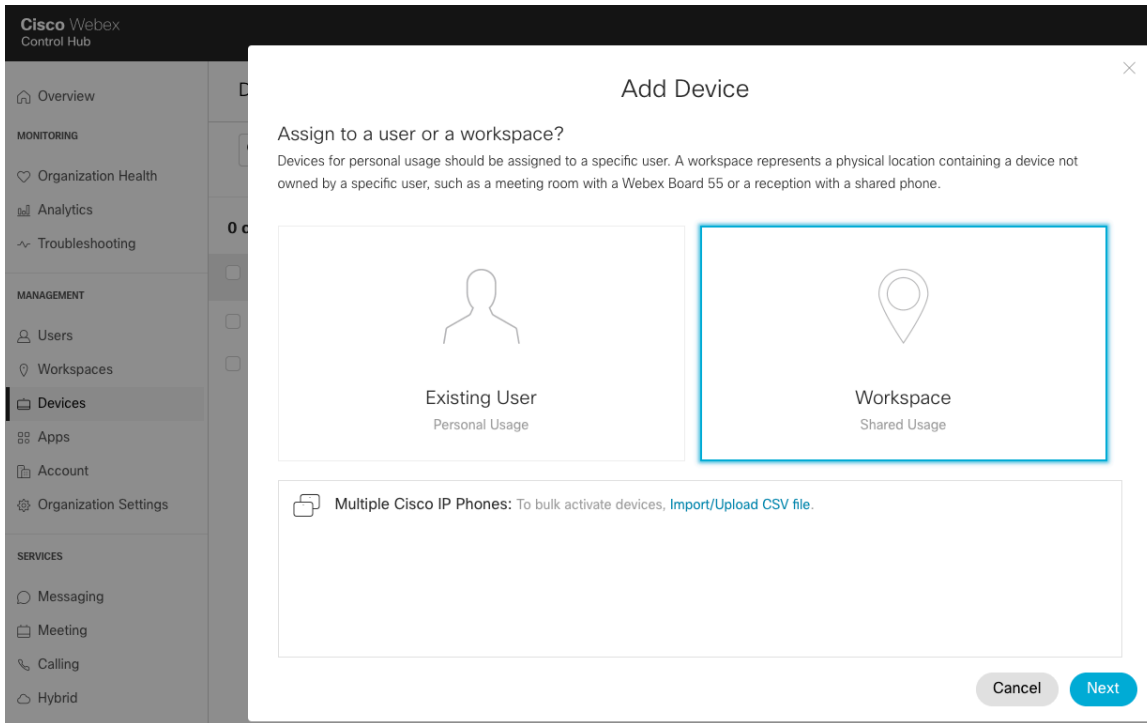 Cisco Webex
Control Hub
Overview
MONITORING
Organization Health
Analytics
Troubleshooting
MANAGEMENT
Users
Workspaces
Devices
Apps
Account
Organization Settings
SERVICES
Messaging
Meeting
Calling
Hybrid
D
0 o
Add Device
Assign to a user or a workspace?
Devices for personal usage should be assigned to a specific user. A workspace represents a physical location containing a device not
owned by a specific user, such as a meeting room with a Webex Board 55 or a reception with a shared phone.
Existing User
Personal Usage
Workspace
Shared Usage
Multiple Cisco IP Phones: To bulk activate devices, Import/Upload CSV file.
Cancel
Next